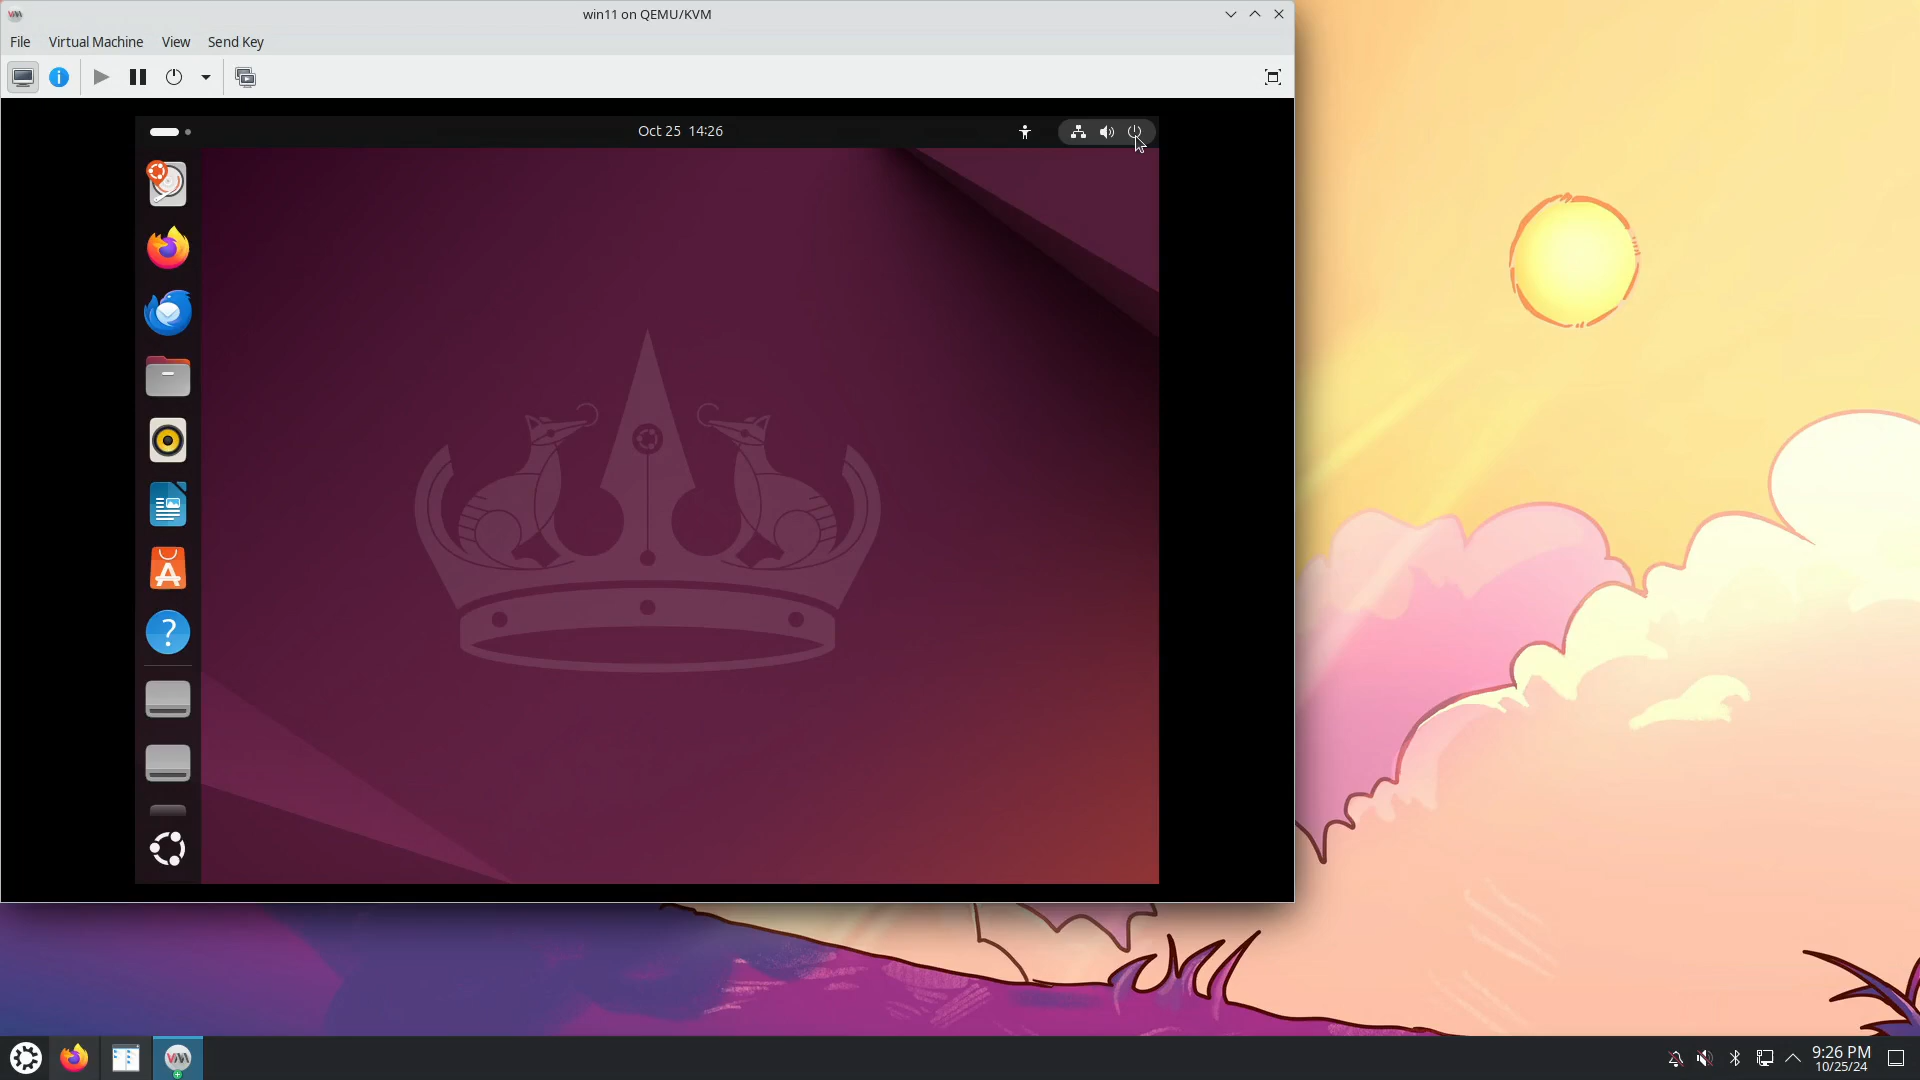 win11 on QEMU/KVM
File Virtual Machine View Send Key
Oct 25 14:26
9:26 PM
10/25/24